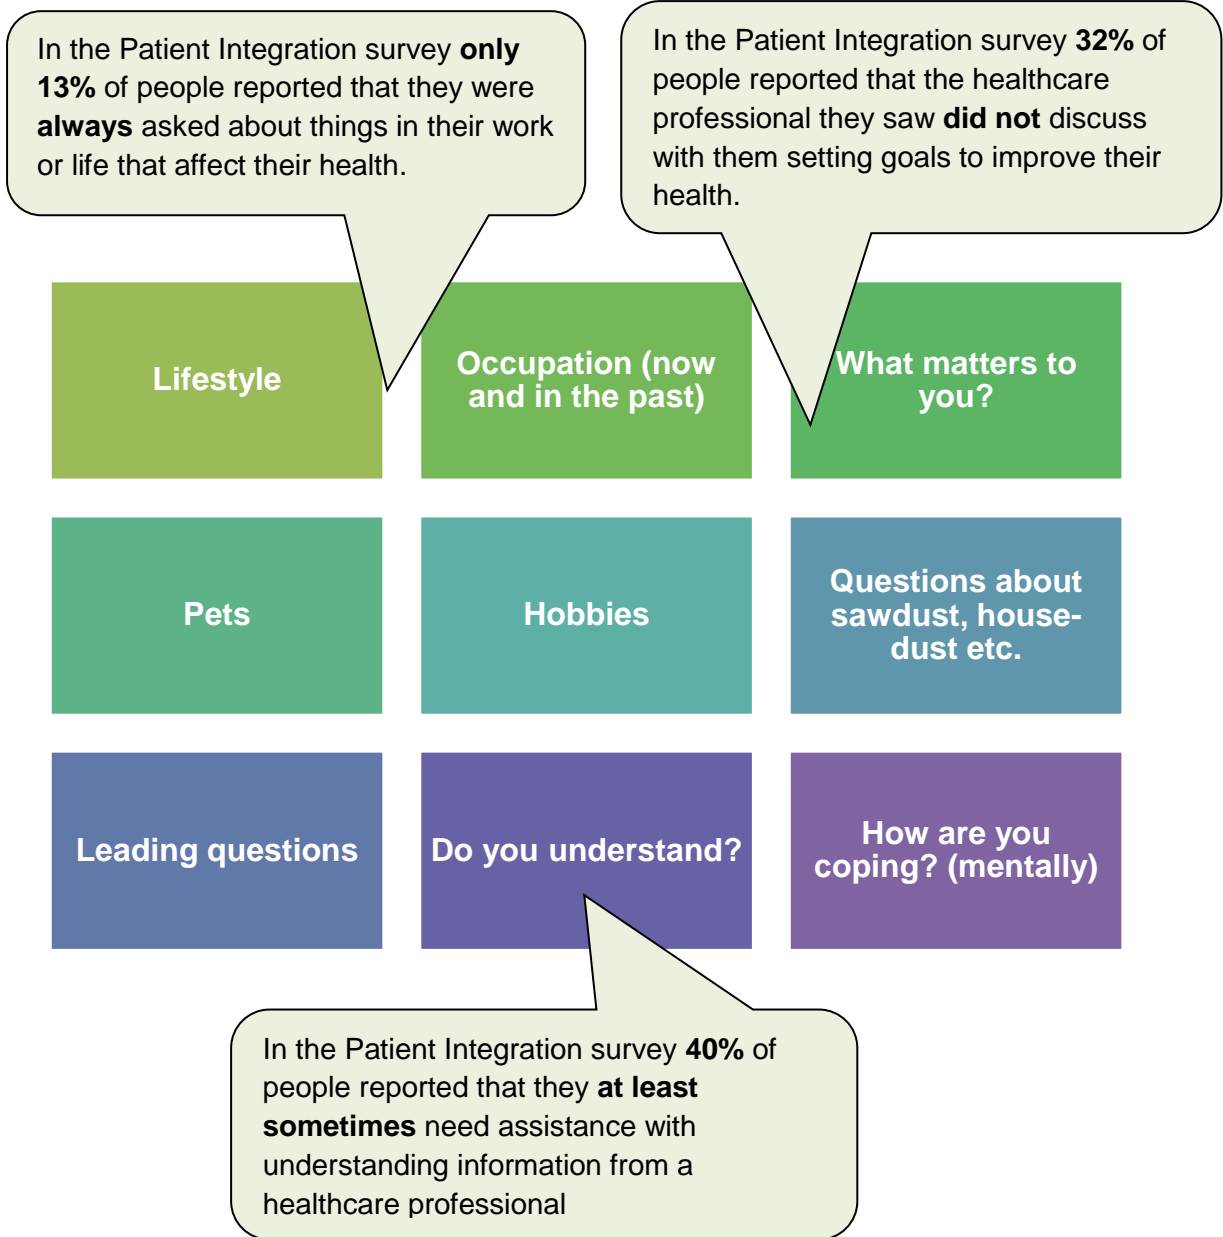 In the Patient Integration survey only
13% of people reported that they were
always asked about things in their work
or life that affect their health.
In the Patient Integration survey 32% of
people reported that the healthcare
professional they saw did not discuss
with them setting goals to improve their
health.
Lifestyle
Occupation (now
and in the past)
What matters to
you?
Pets
Hobbies
Questions about
sawdust, house-
dust etc.
Leading questions
Do you understand?
How are you
coping? (mentally)
In the Patient Integration survey 40% of
people reported that they at least
sometimes need assistance with
understanding information from a
healthcare professional